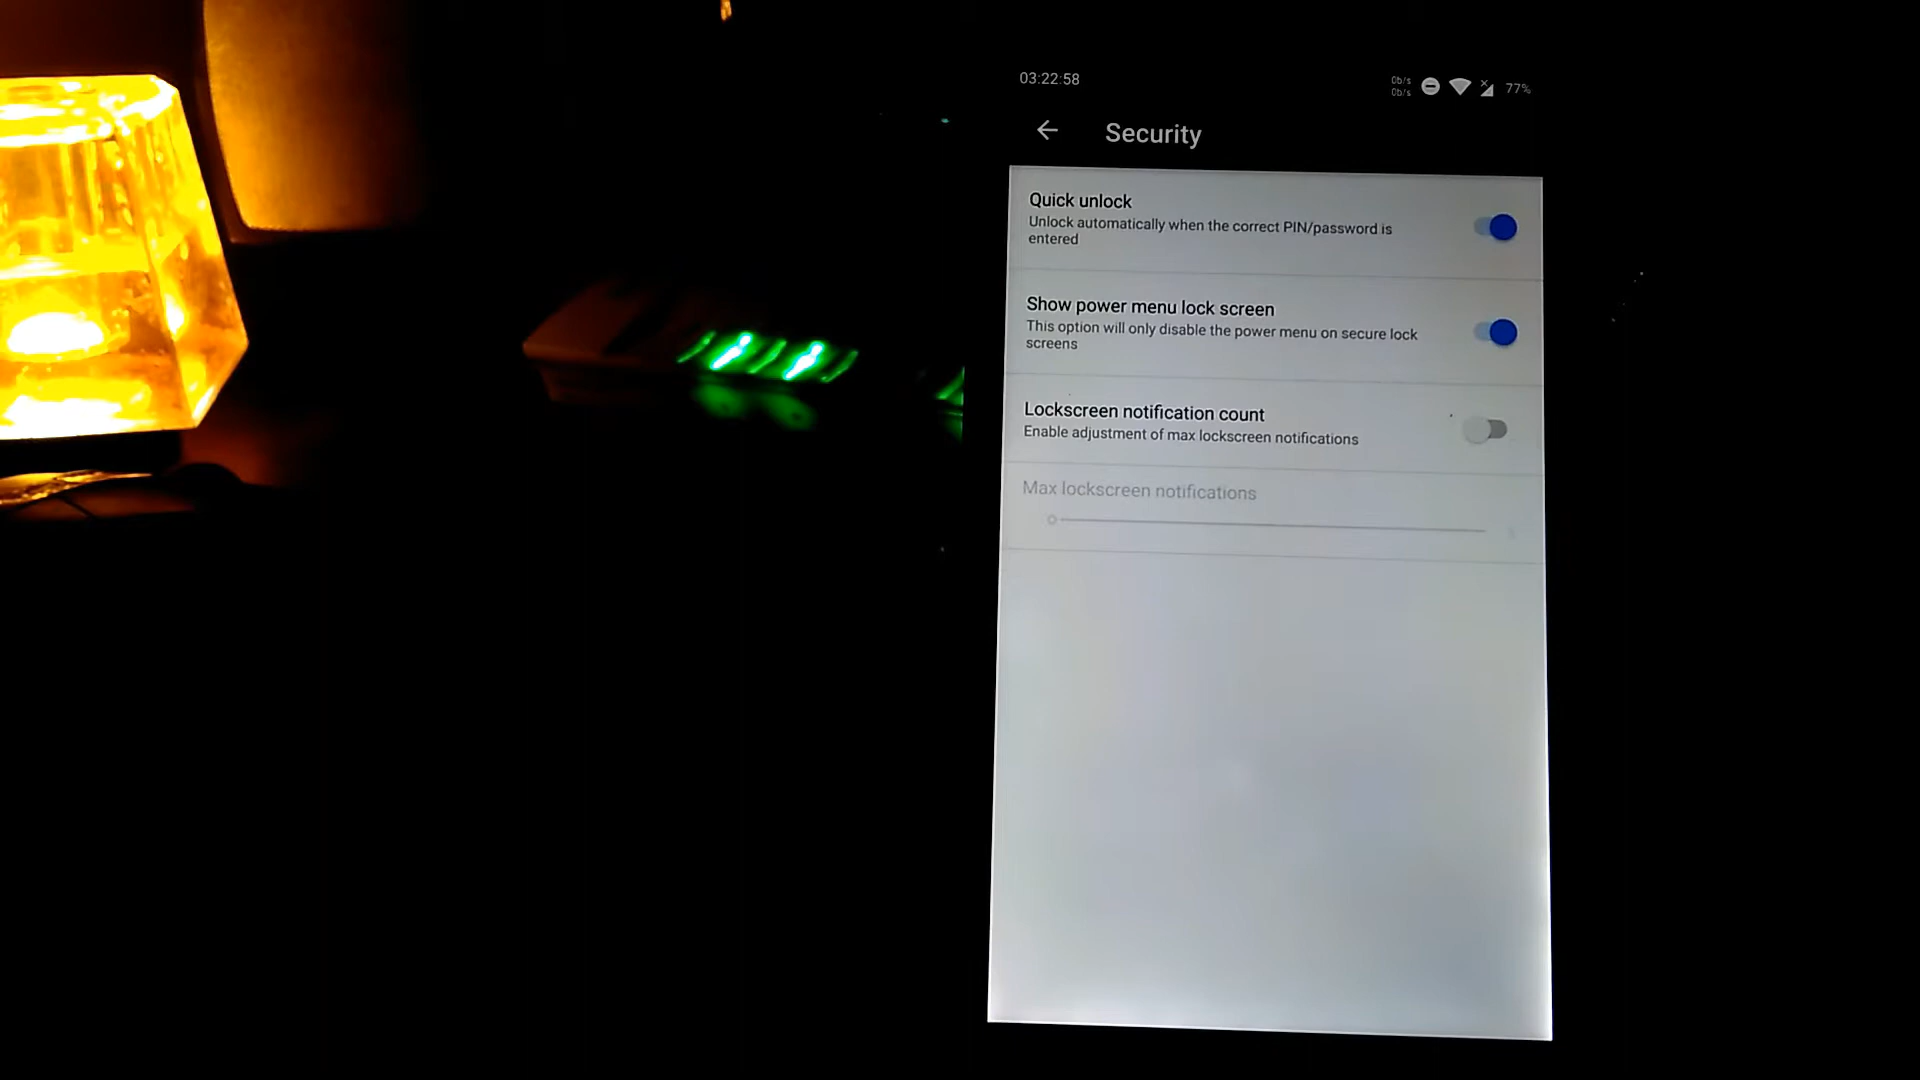 03:22:58
0b/s
0b/s
77%
Security
Quick unlock
Unlock automatically when the correct PIN/password is
entered
Show power menu lock screen
This option will only disable the power menu on secure lock
screens
Lockscreen notification count
Enable adjustment of max lockscreen notifications
Max lockscreen notifications